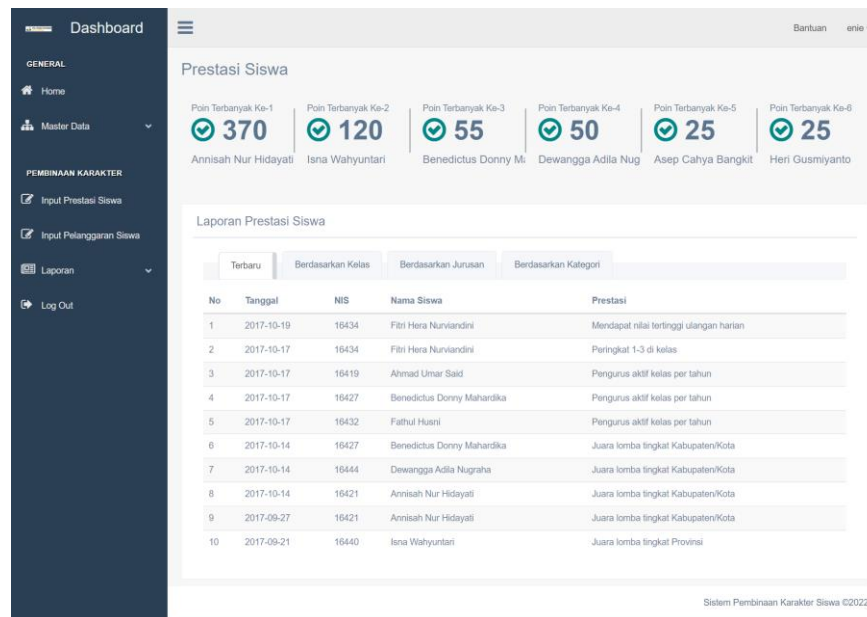 Dashboard
Bantuan enie
GENERAL
Home
Master Data
PEMBINAAN KARAKTER
Input Prestasi Siswa
Input Pelanggaran Siswa
Laporan
Log Out
Prestasi Siswa
Poin Terbanyak Ke-1 Poin Terbanyak Ke-2 Poin Terbanyak Ke-3 Poin Terbanyak Ke-4 Poin Terbanyak Ke-5 Poin Terbanyak Ke-6
370 120 55 50 25 25
Annisah Nur Hidayati Isna Wahyuntari Benedictus Donny Ma Dewangga Adila Nug Asep Cahya Bangkit Heri Gusmiyanto
Laporan Prestasi Siswa
Terbaru Berdasarkan Kelas Berdasarkan Jurusan Berdasarkan Kategori
No Tanggal NIS Nama Siswa Prestasi
1 2017-10-19 16434 Fitri Hera Nurviandini Mendapat nilai tertinggi ulangan harian
2 2017-10-17 16434 Fitri Hera Nurviandini Peringkat 1-3 di kelas
3 2017-10-17 16419 Ahmad Umar Said Pengurus aktif kelas per tahun
4 2017-10-17 16427 Benedictus Donny Mahardika Pengurus aktif kelas per tahun
5 2017-10-17 16432 Fathul Husni Pengurus aktif kelas per tahun
6 2017-10-14 16427 Benedictus Donny Mahardika Juara lomba tingkat Kabupaten/Kota
7 2017-10-14 16444 Dewangga Adila Nugraha Juara lomba tingkat Kabupaten/Kota
8 2017-10-14 16421 Annisah Nur Hidayati Juara lomba tingkat Kabupaten/Kota
9 2017-09-27 16421 Annisah Nur Hidayati Juara lomba tingkat Kabupaten/Kota
10 2017-09-21 16440 Isna Wahyuntari Juara lomba tingkat Provinsi
Sistem Pembinaan Karakter Siswa ©2022